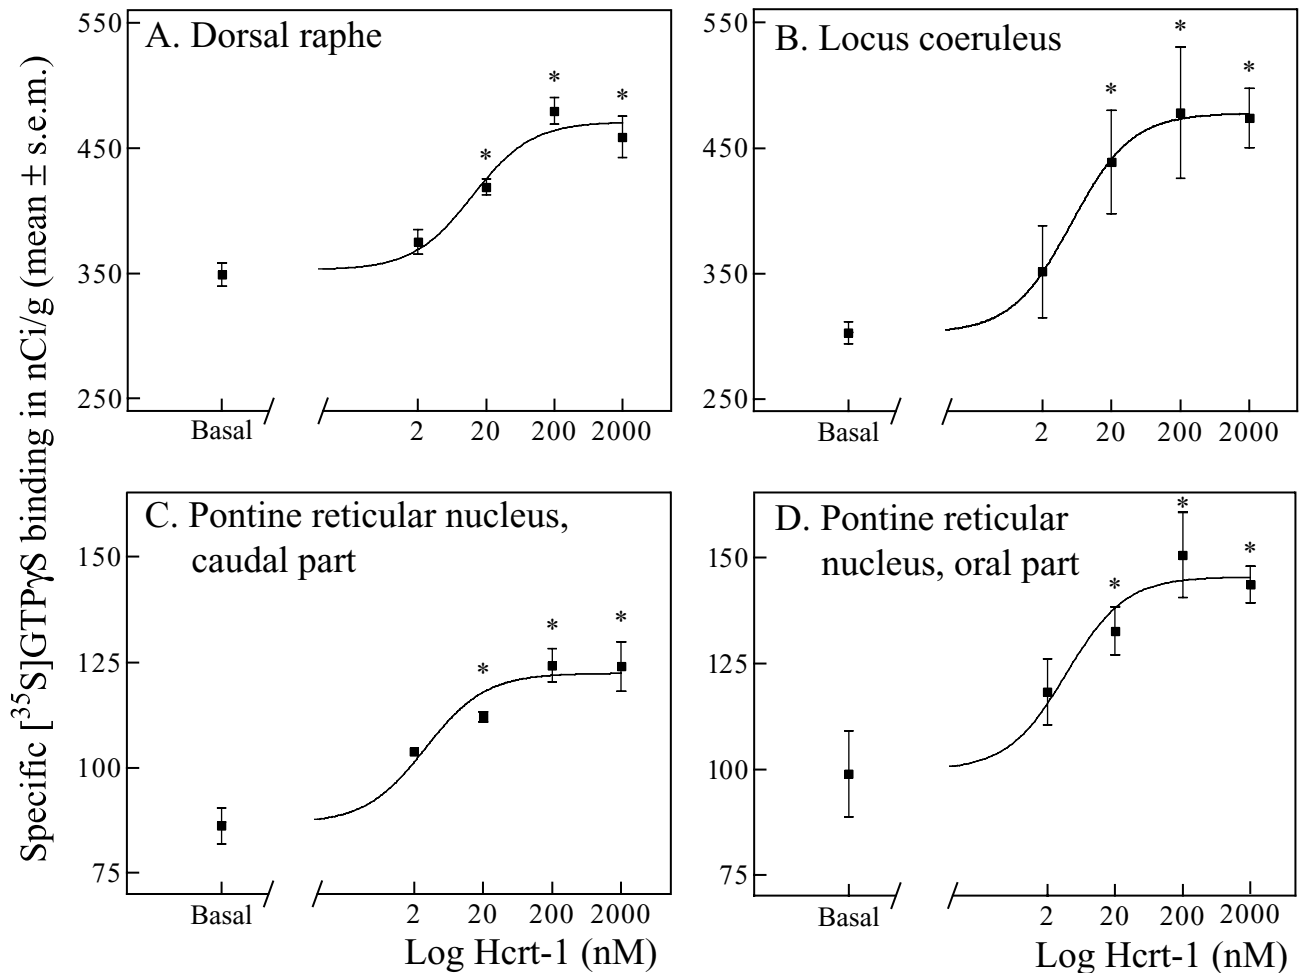 Specific [³⁵S]GTPγS binding in nCi/g (mean ± s.e.m.)
A. Dorsal raphe
550
450
350
250
*
*
*
Basal 2 20 200 2000
B. Locus coeruleus
550
450
350
250
*
*
*
Basal 2 20 200 2000
C. Pontine reticular nucleus,
caudal part
150
125
100
75
*
*
*
Basal 2 20 200 2000
Log Hcrt-1 (nM)
D. Pontine reticular
nucleus, oral part
150
125
100
75
*
*
*
Basal 2 20 200 2000
Log Hcrt-1 (nM)